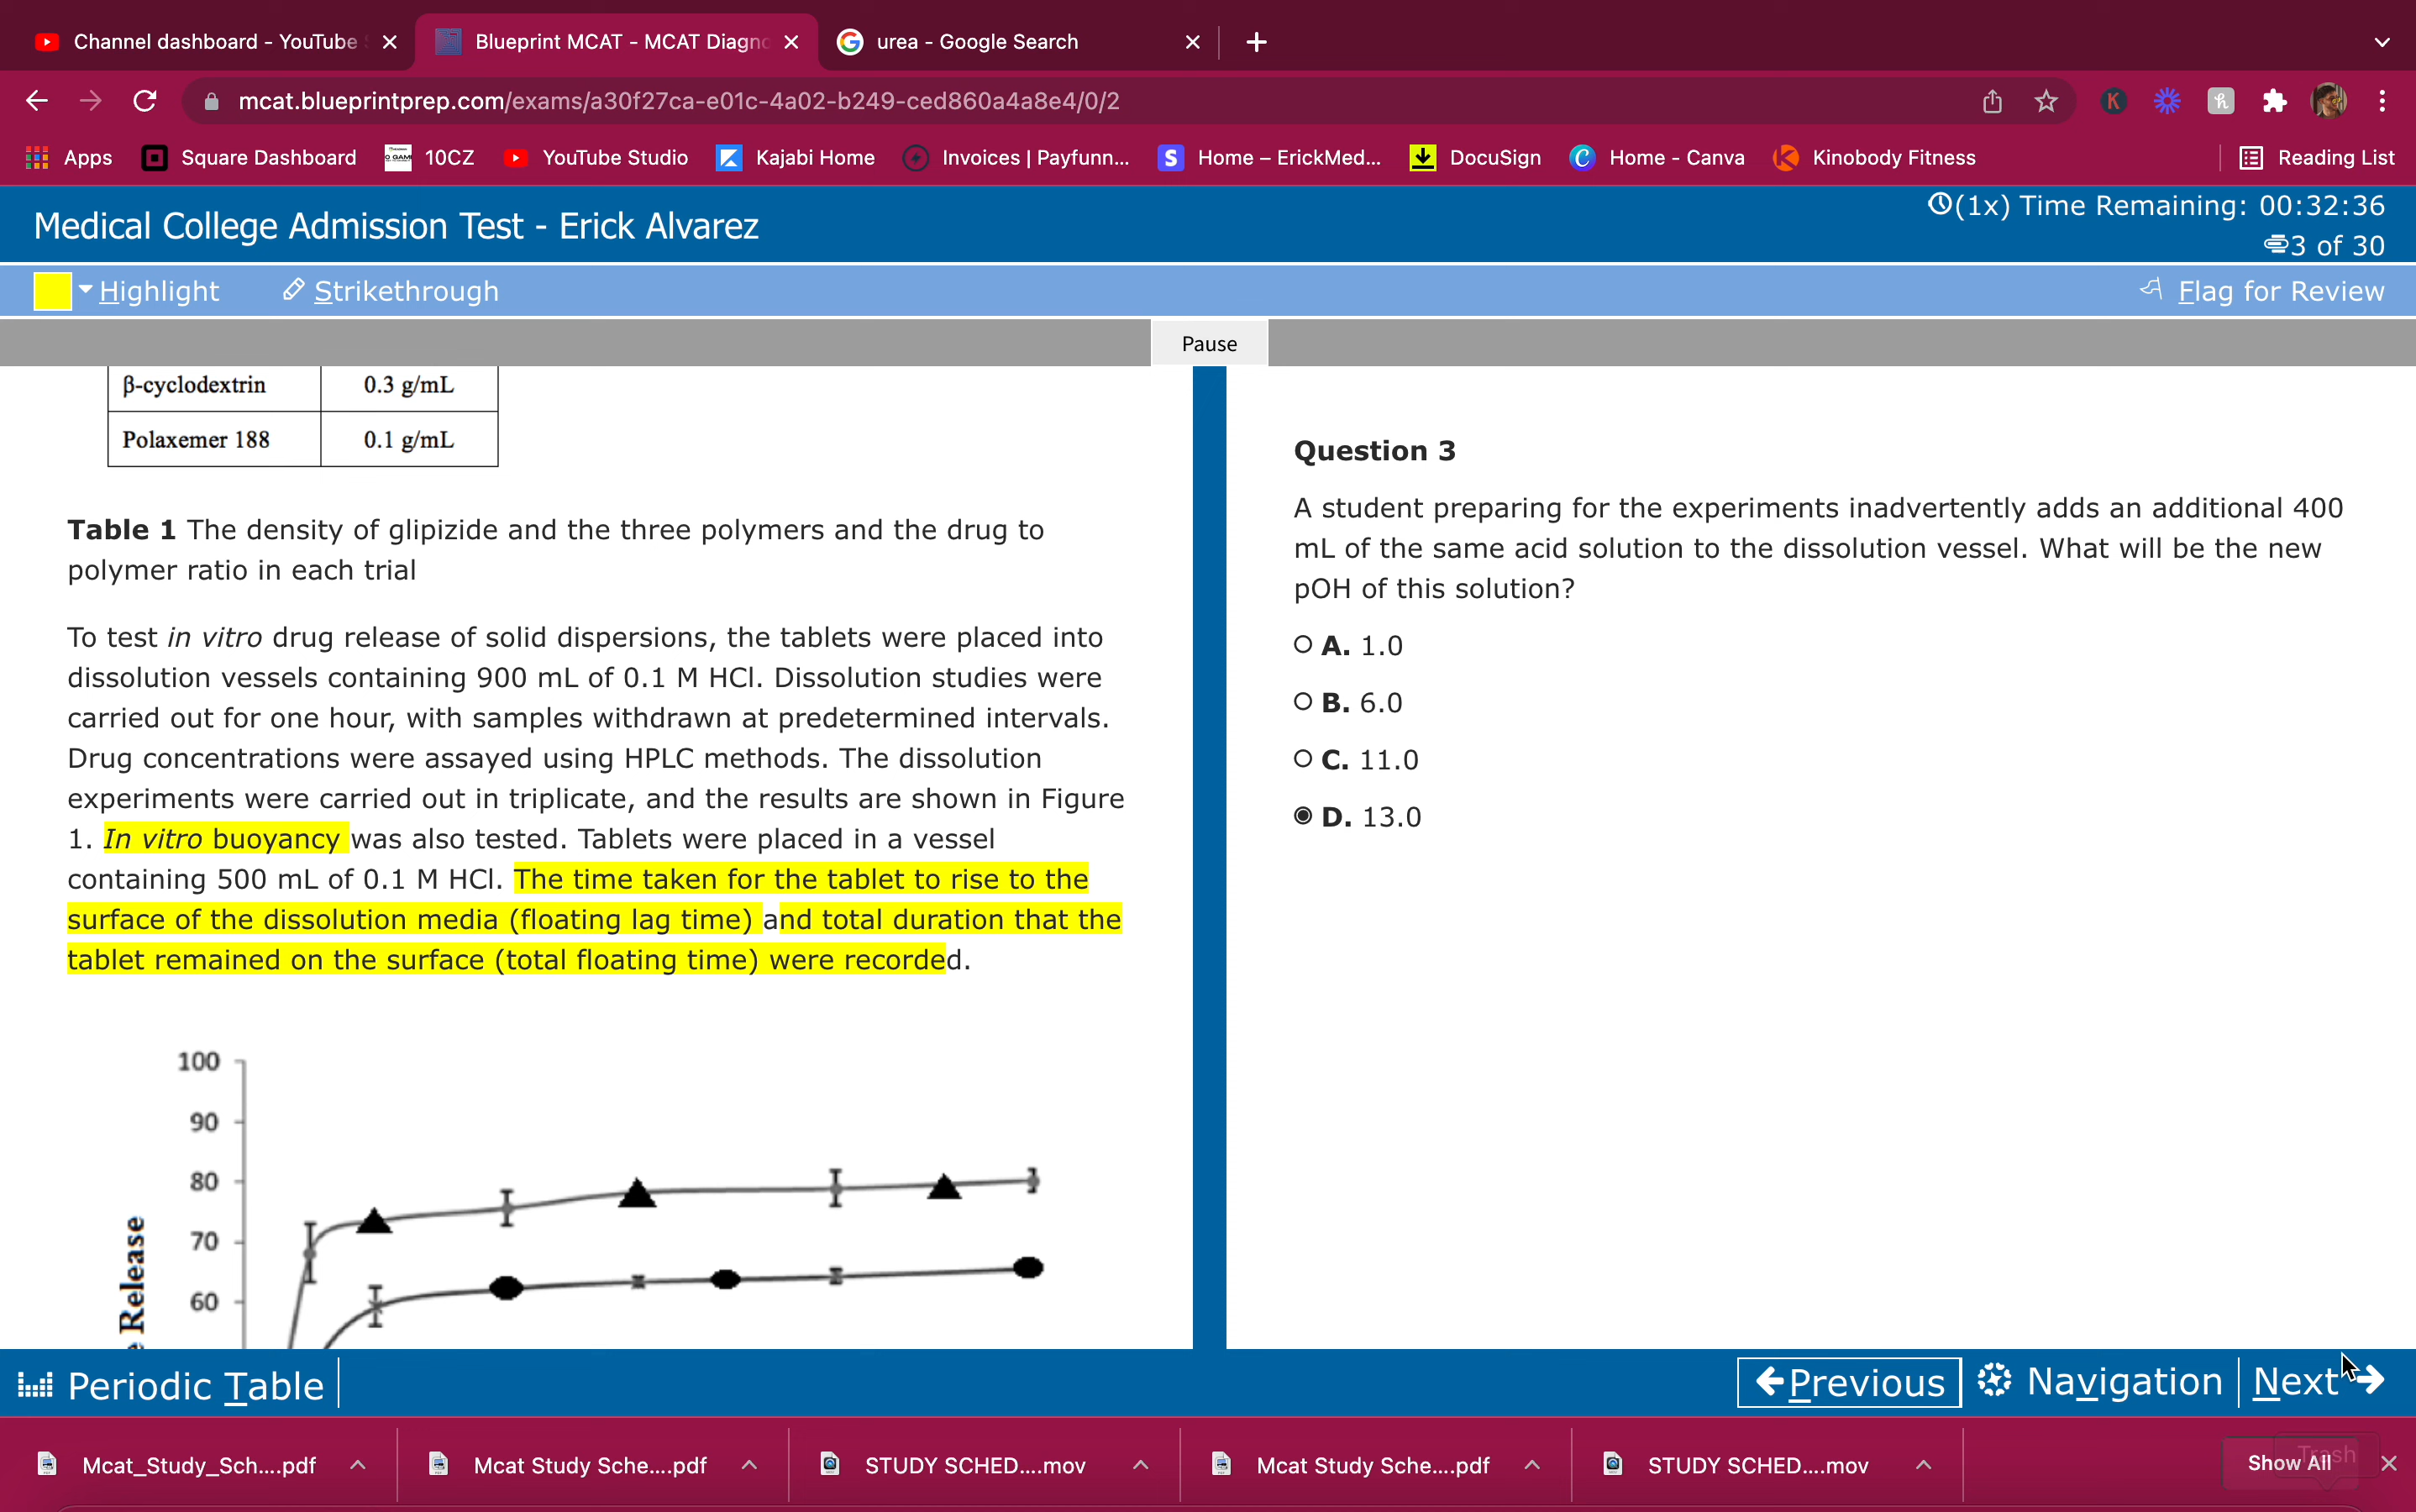 Channel dashboard - YouTube
Blueprint MCAT - MCAT Diagno
urea - Google Search
mcat.blueprintprep.com/exams/a30f27ca-e01c-4a02-b249-ced860a4a8e4/0/2
Apps
Square Dashboard
10CZ
YouTube Studio
Kajabi Home
Invoices | Payfunn...
Home – ErickMed...
DocuSign
Home - Canva
Kinobody Fitness
Reading List
Medical College Admission Test - Erick Alvarez
(1x) Time Remaining: 00:32:36
3 of 30
Highlight
Strikethrough
Flag for Review
Pause
β-cyclodextrin 0.3 g/mL
Polaxemer 188 0.1 g/mL
Table 1 The density of glipizide and the three polymers and the drug to
polymer ratio in each trial
To test in vitro drug release of solid dispersions, the tablets were placed into
dissolution vessels containing 900 mL of 0.1 M HCl. Dissolution studies were
carried out for one hour, with samples withdrawn at predetermined intervals.
Drug concentrations were assayed using HPLC methods. The dissolution
experiments were carried out in triplicate, and the results are shown in Figure
1. In vitro buoyancy was also tested. Tablets were placed in a vessel
containing 500 mL of 0.1 M HCl. The time taken for the tablet to rise to the
surface of the dissolution media (floating lag time) and total duration that the
tablet remained on the surface (total floating time) were recorded.
100
90
80
70
60
Release
Question 3
A student preparing for the experiments inadvertently adds an additional 400
mL of the same acid solution to the dissolution vessel. What will be the new
pOH of this solution?
A. 1.0
B. 6.0
C. 11.0
D. 13.0
Periodic Table
Previous
Navigation
Next
Mcat_Study_Sch....pdf
Mcat Study Sche....pdf
STUDY SCHED....mov
Mcat Study Sche....pdf
STUDY SCHED....mov
Show All
Trash